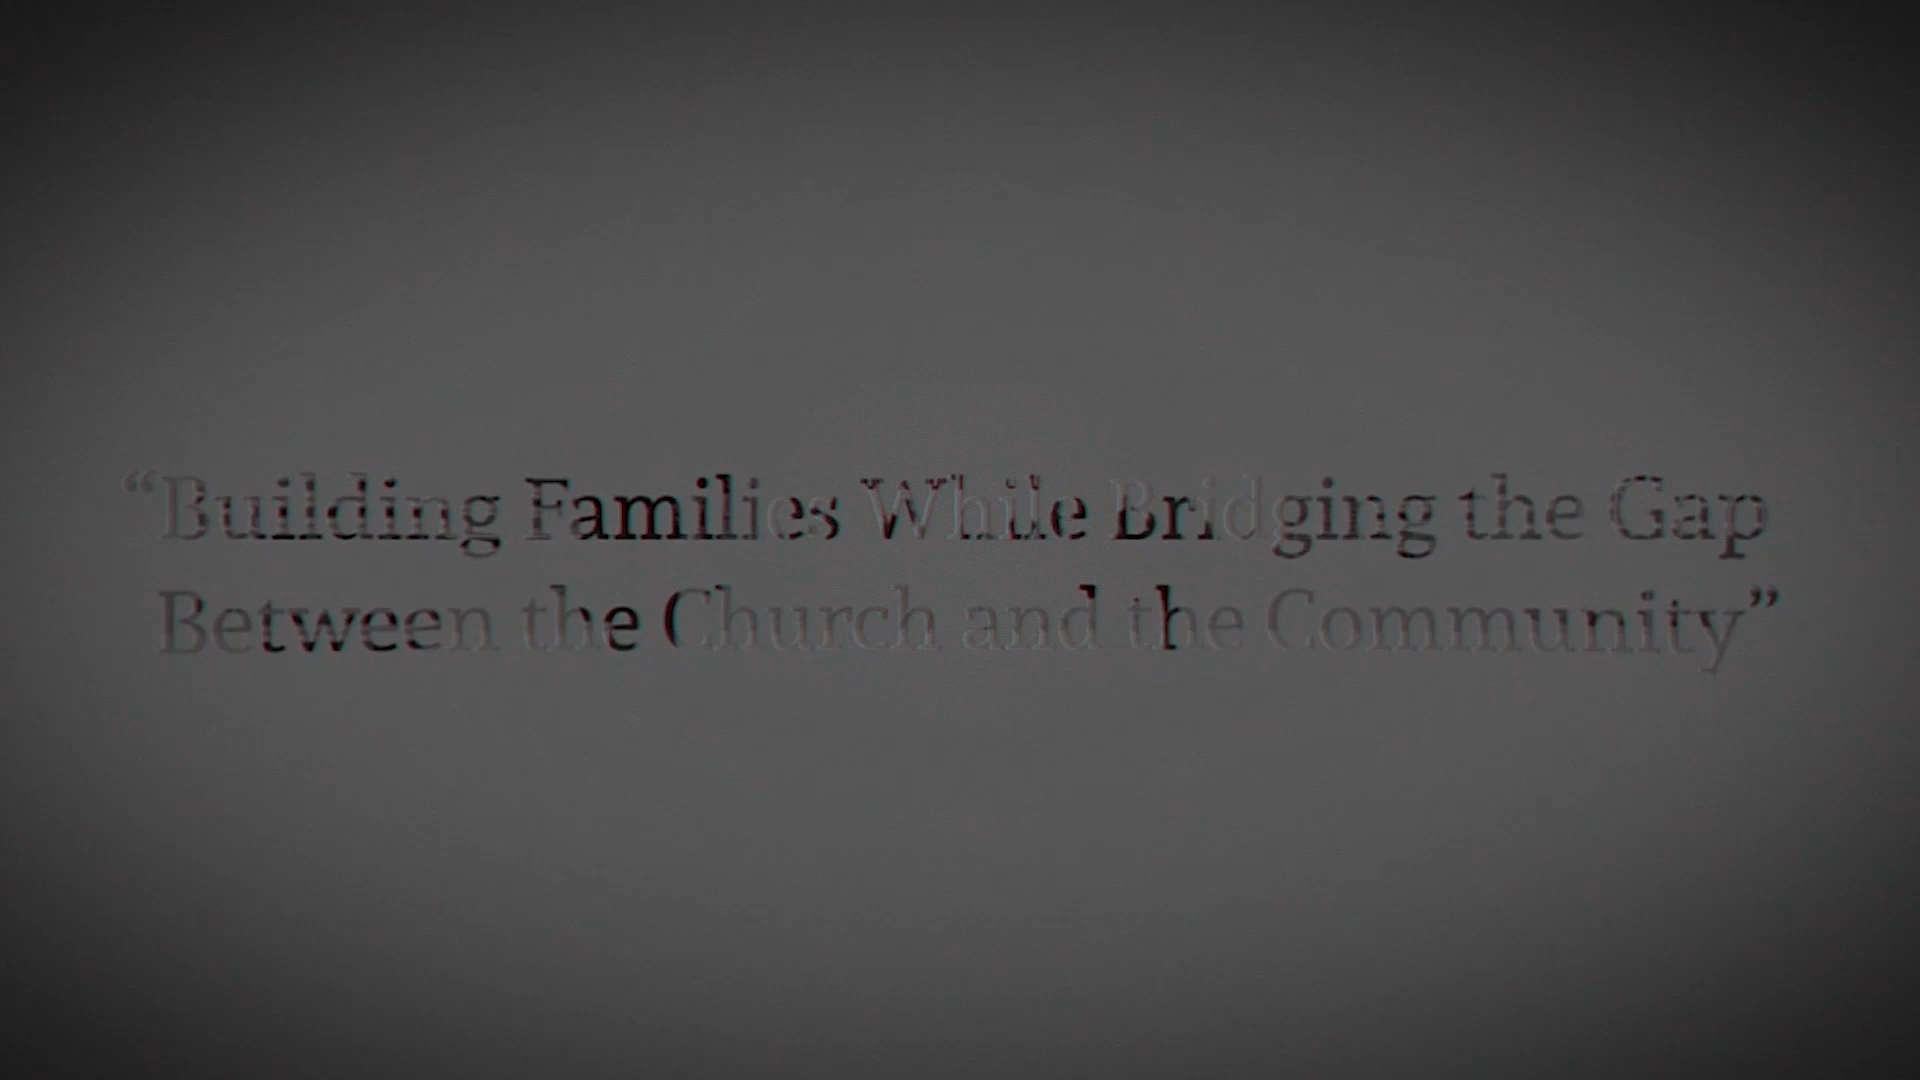 “Building Families While Bridging the Gap
Between the Church and the Community”